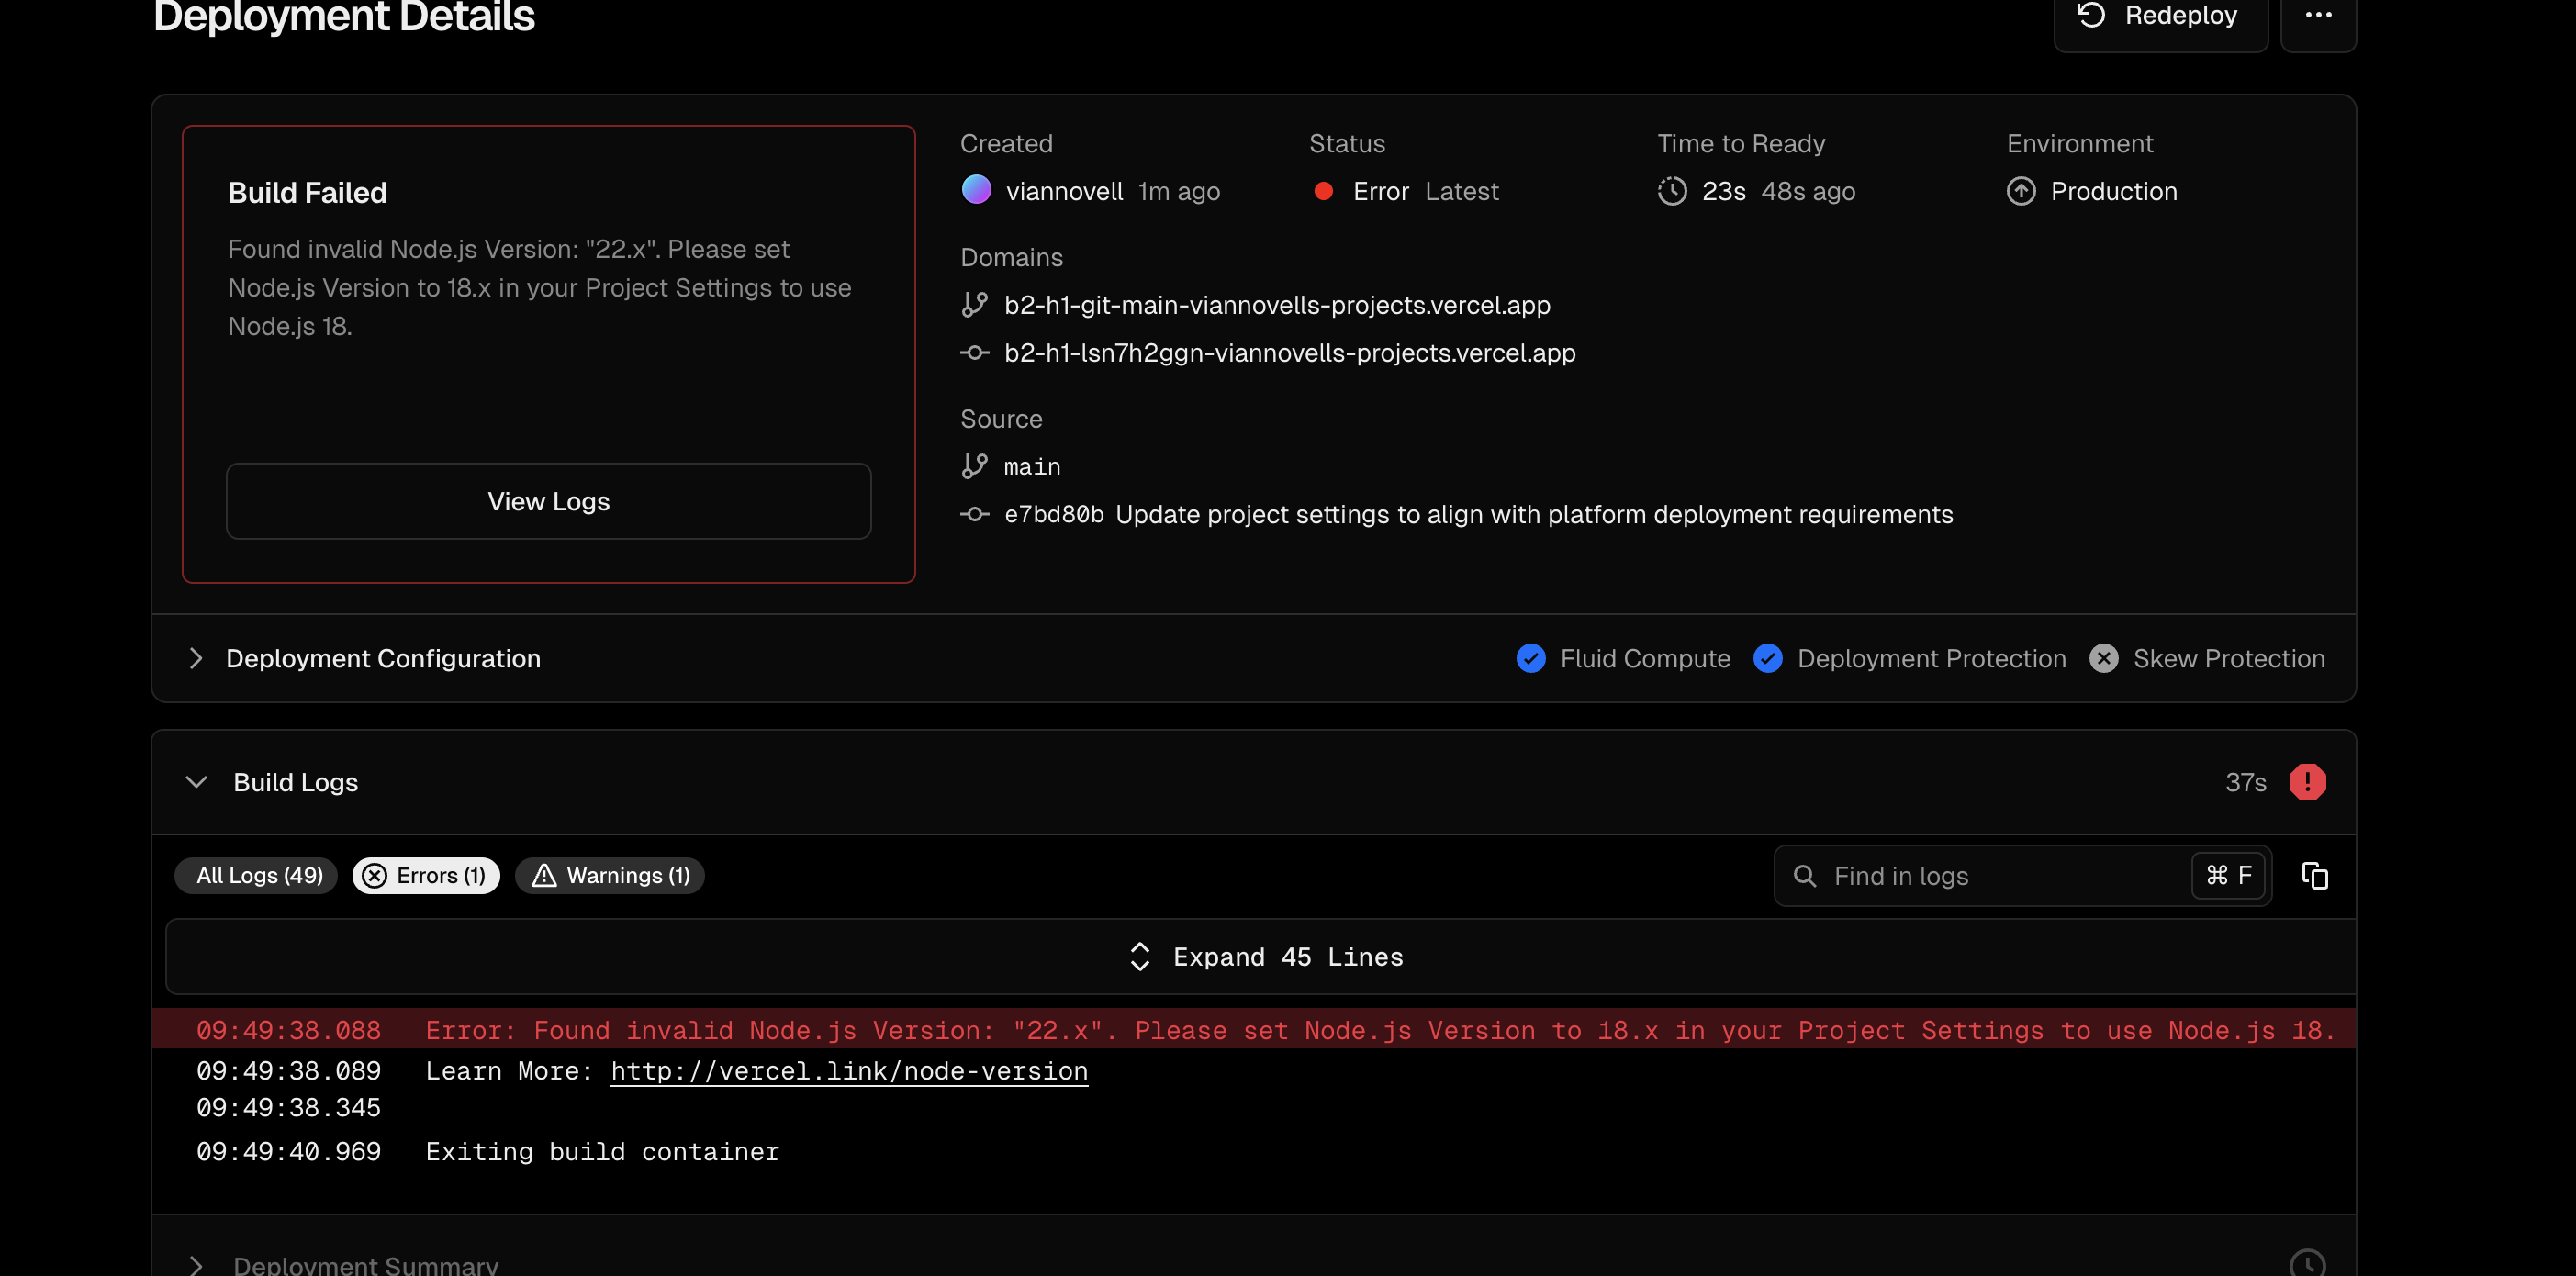 Deployment Details
Redeploy
Build Failed
Found invalid Node.js Version: "22.x". Please set
Node.js Version to 18.x in your Project Settings to use
Node.js 18.
View Logs
Created
viannovell 1m ago
Status
Error Latest
Time to Ready
23s 48s ago
Environment
Production
Domains
b2-h1-git-main-viannovells-projects.vercel.app
b2-h1-lsn7h2ggn-viannovells-projects.vercel.app
Source
main
e7bd80b Update project settings to align with platform deployment requirements
Deployment Configuration
Fluid Compute
Deployment Protection
Skew Protection
Build Logs
37s
All Logs (49)
Errors (1)
Warnings (1)
Find in logs
⌘ F
Expand 45 Lines
09:49:38.088 Error: Found invalid Node.js Version: "22.x". Please set Node.js Version to 18.x in your Project Settings to use Node.js 18.
09:49:38.089 Learn More: http://vercel.link/node-version
09:49:38.345
09:49:40.969 Exiting build container
Deployment Summary